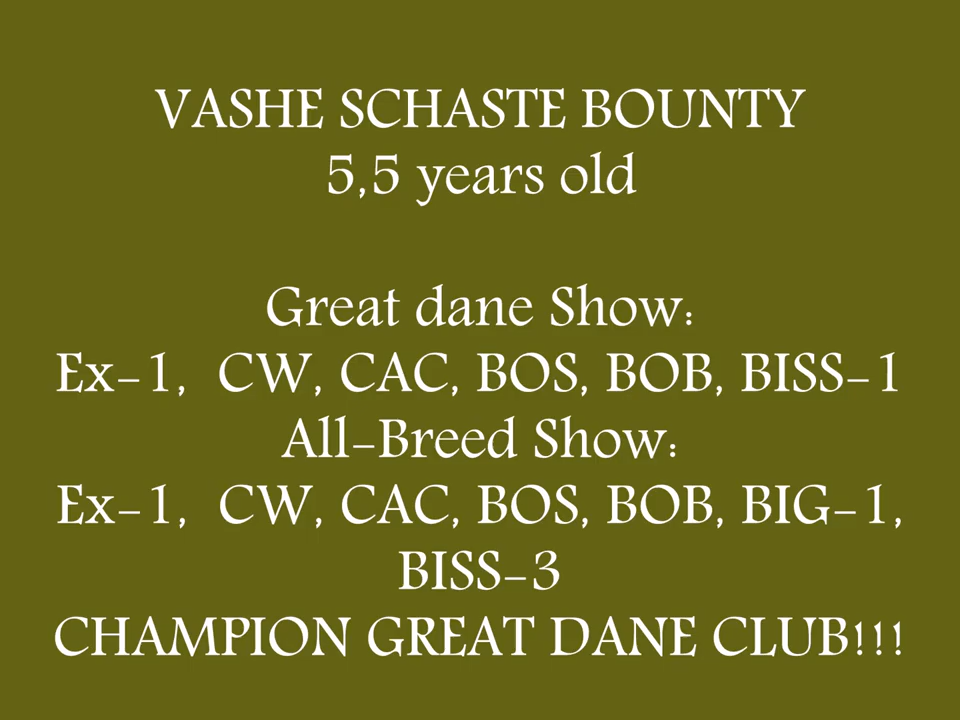 VASHE SCHASTE BOUNTY
5,5 years old
Great dane Show:
Ex-1,  CW, CAC, BOS, BOB, BISS-1
All-Breed Show:
Ex-1,  CW, CAC, BOS, BOB, BIG-1,
BISS-3
CHAMPION GREAT DANE CLUB!!!